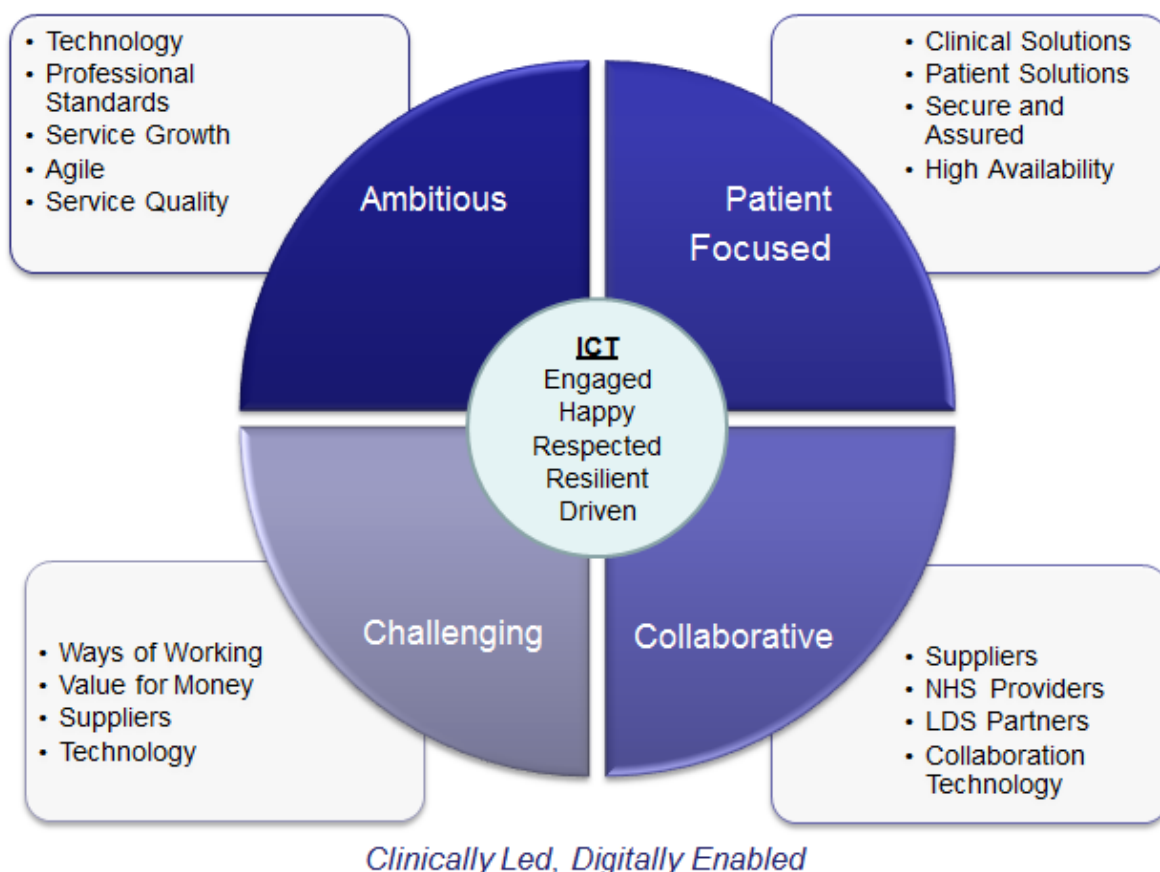 • Technology
• Professional
Standards
• Service Growth
• Agile
• Service Quality
Ambitious
• Clinical Solutions
• Patient Solutions
• Secure and
Assured
• High Availability
Patient
Focused
ICT
Engaged
Happy
Respected
Resilient
Driven
• Ways of Working
• Value for Money
• Suppliers
• Technology
Challenging
Collaborative
• Suppliers
• NHS Providers
• LDS Partners
• Collaboration
Technology
Clinically Led, Digitally Enabled